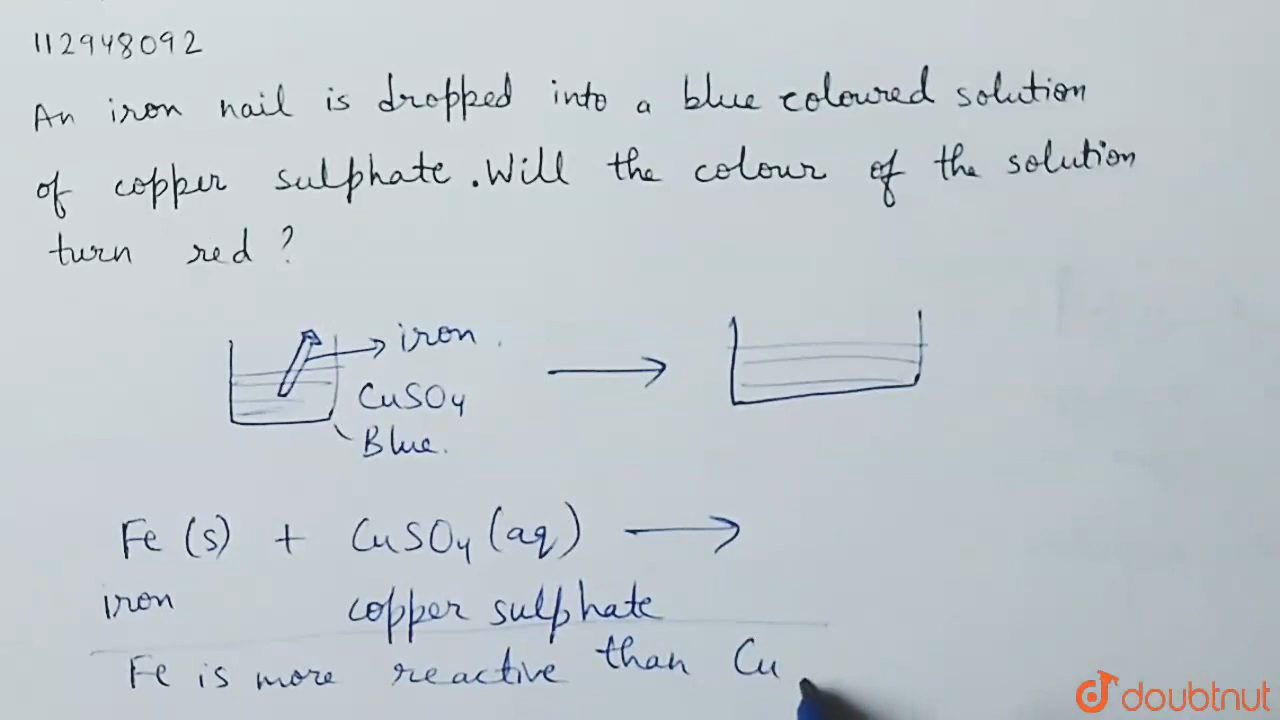 112948092
An iron nail is dropped into a blue coloured solution
of copper sulphate. Will the colour of the solution
turn red?
iron.
CuSO4
Blue.
Fe (s) + CuSO4 (aq) →
iron copper sulphate
Fe is more reactive than Cu
doubtnut